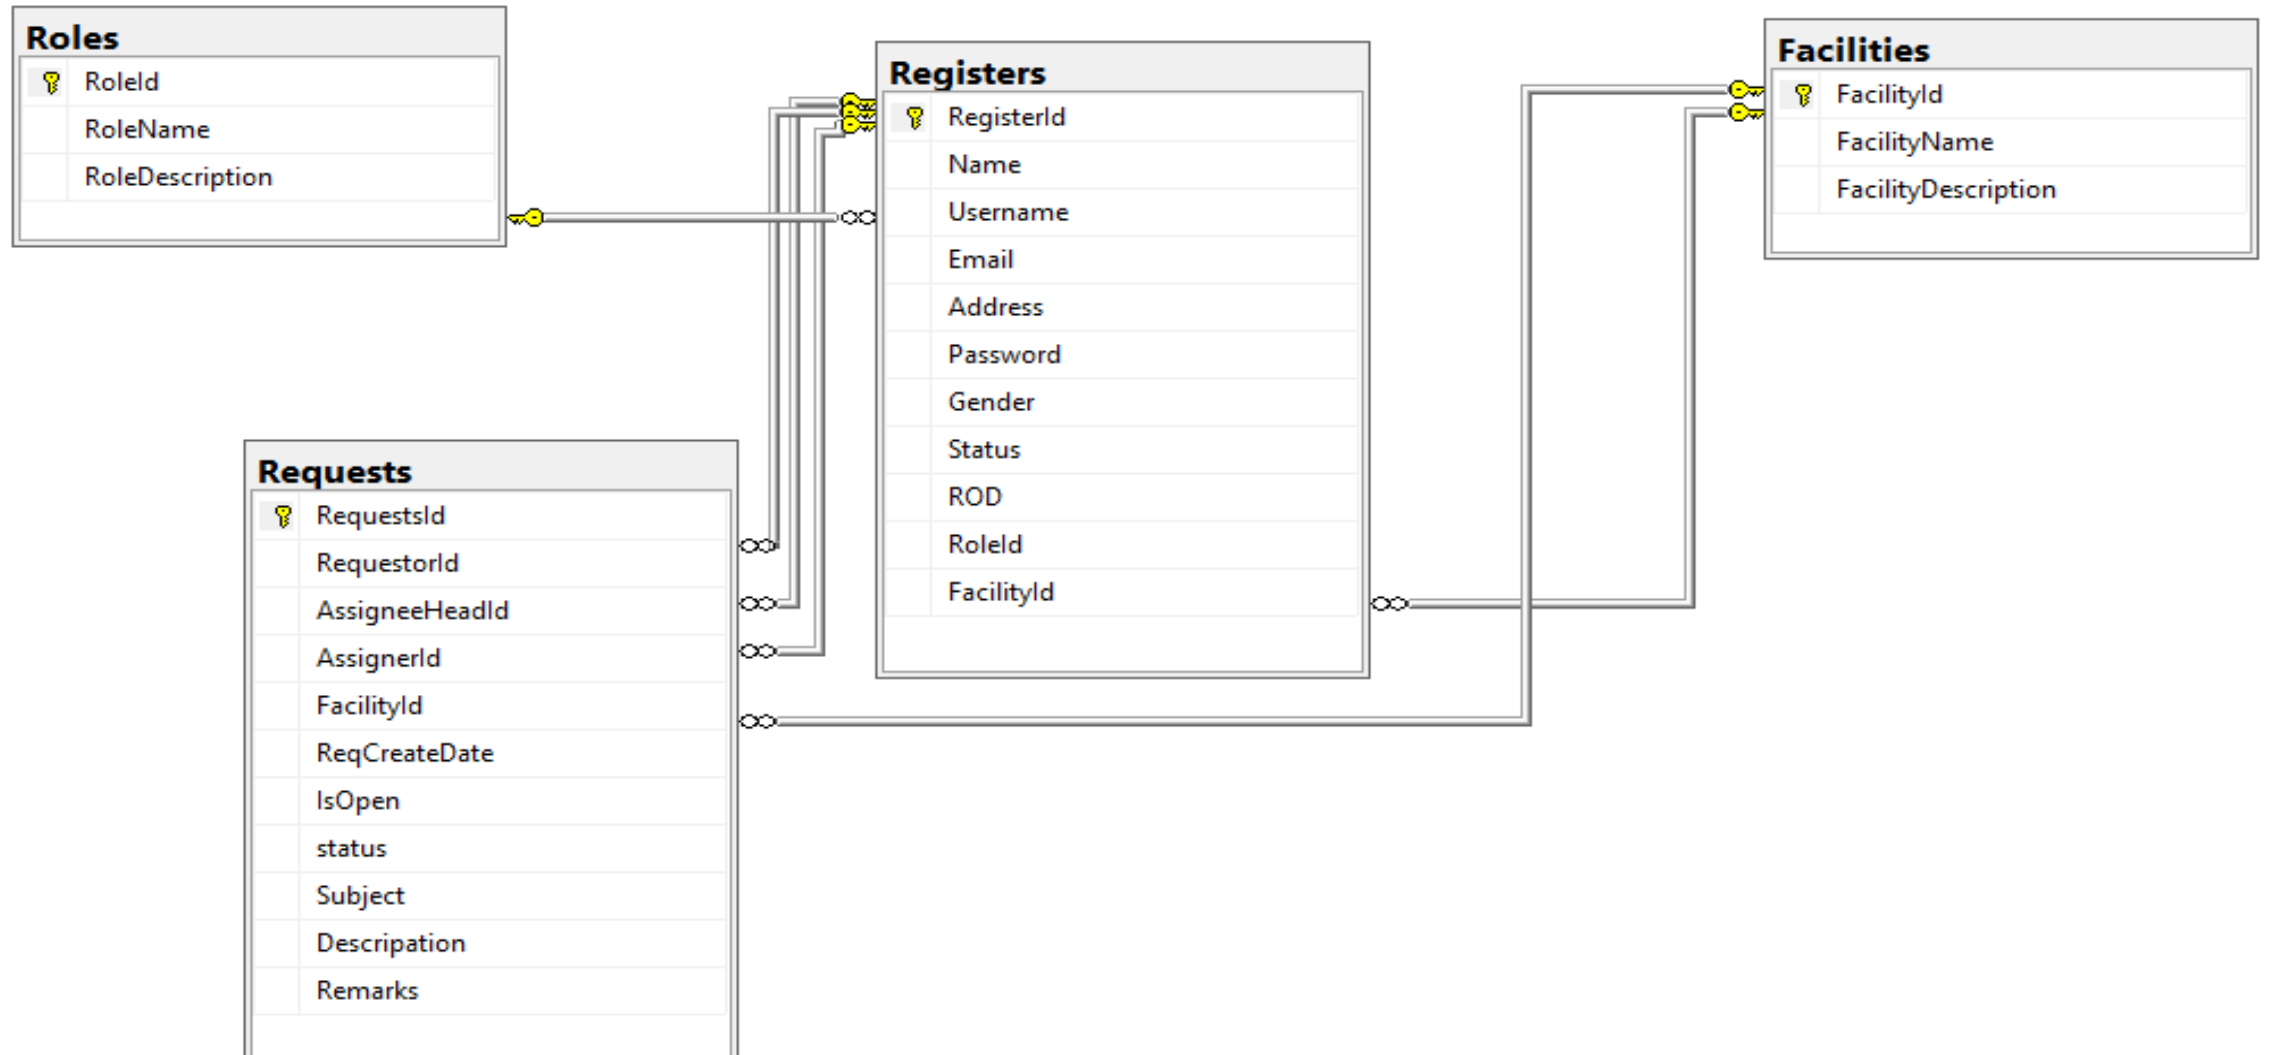 Roles
RoleId
RoleName
RoleDescription
Registers
RegisterId
Name
Username
Email
Address
Password
Gender
Status
ROD
RoleId
FacilityId
Facilities
FacilityId
FacilityName
FacilityDescription
Requests
RequestsId
RequestorId
AssigneeHeadId
AssignerId
FacilityId
ReqCreateDate
IsOpen
status
Subject
Descripation
Remarks